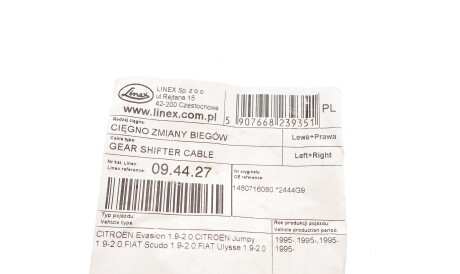 Linex
LINEX Sp. z o.o.
ul.Rejtana 15
42-200 Czestochowa
www.linex.com.pl
5 907668 239351
PL
Rodzaj cięgna:
CIĘGNO ZMIANY BIEGÓW
Lewe+Prawa
Cable type
GEAR SHIFTER CABLE
Left+Right
Nr kat. Linex
Linex reference:
09.44.27
Nr oryginału
OE reference
1480716080 *2444G9
Typ pojazdu:
Vehicle type:
Rok produkcji pojazdu:
Vehicle production period:
CITROEN Evasion 1.9-2.0,CITROEN Jumpy
1.9-2.0,FIAT Scudo 1.9-2.0,FIAT Ulysse 1.9-2.0
1995-,1995-,1995-
1995-